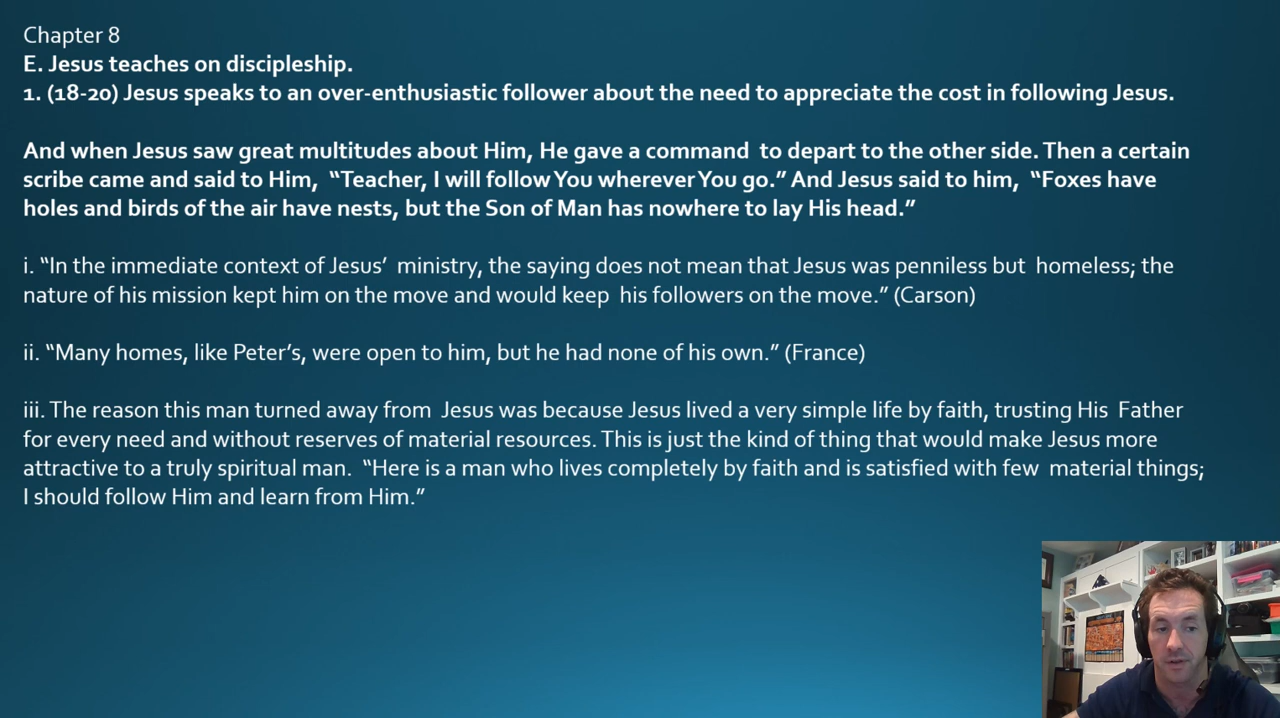 Chapter 8
E. Jesus teaches on discipleship.
1. (18-20) Jesus speaks to an over-enthusiastic follower about the need to appreciate the cost in following Jesus.
And when Jesus saw great multitudes about Him, He gave a command  to depart to the other side. Then a certain
scribe came and said to Him,  “Teacher, I will follow You wherever You go.” And Jesus said to him,  “Foxes have
holes and birds of the air have nests, but the Son of Man has nowhere to lay His head.”
i. “In the immediate context of Jesus’  ministry, the saying does not mean that Jesus was penniless but  homeless; the
nature of his mission kept him on the move and would keep  his followers on the move.” (Carson)
ii. “Many homes, like Peter’s, were open to him, but he had none of his own.” (France)
iii. The reason this man turned away from  Jesus was because Jesus lived a very simple life by faith, trusting His  Father
for every need and without reserves of material resources. This is just the kind of thing that would make Jesus more
attractive to a truly spiritual man.  “Here is a man who lives completely by faith and is satisfied with few  material things;
I should follow Him and learn from Him.”